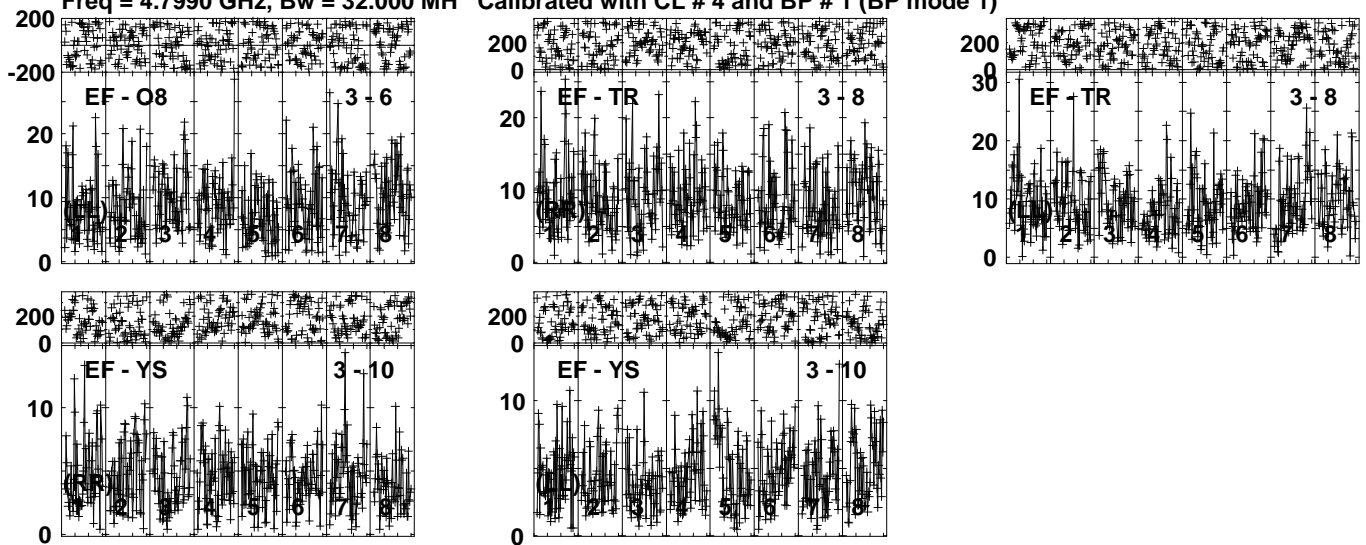 Freq = 4.7990 GHz, Bw = 32.000 MH Calibrated with CL # 4 and BP # 1 (BP mode 1)
200
-200
EF - O8 3 - 6
20
10
0
(LL)
1 2 3 4 5 6 7 8
200
0
EF - TR 3 - 8
20
10
0
(RR)
1 2 3 4 5 6 7 8
200
0
EF - TR 3 - 8
30
20
10
0
(LL)
1 2 3 4 5 6 7 8
200
0
EF - YS 3 - 10
10
0
(RR)
1 2 3 4 5 6 7 8
200
0
EF - YS 3 - 10
10
0
(LL)
1 2 3 4 5 6 7 8